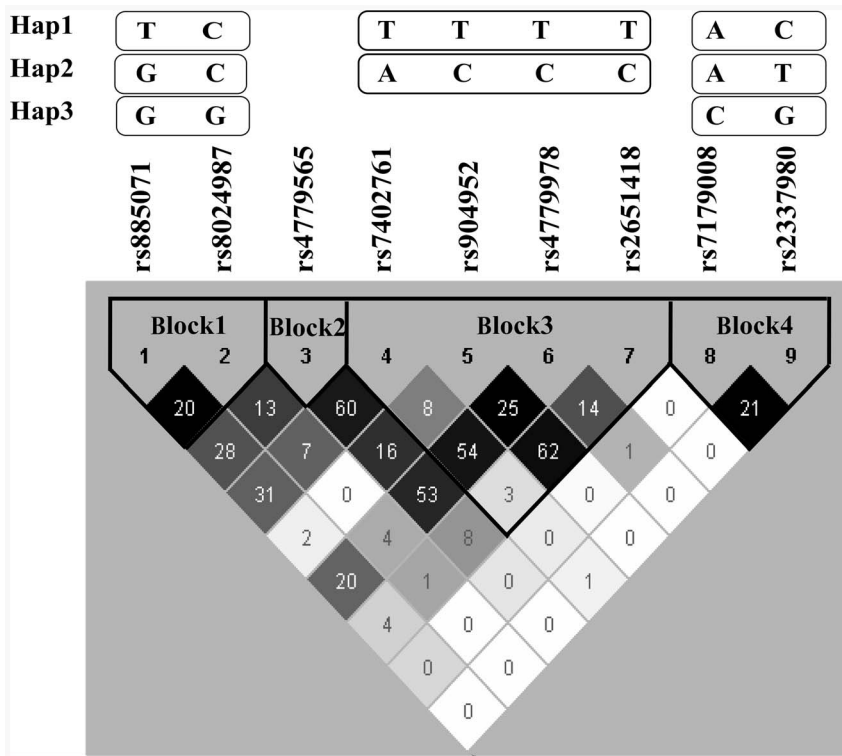 Hap1 T C T T T T A C
Hap2 G C A C C C A T
Hap3 G G C G
rs885071 rs8024987 rs4779565 rs7402761 rs904952 rs4779978 rs2651418 rs7179008 rs2337980
Block1 Block2 Block3 Block4
1 2 3 4 5 6 7 8 9
20 13 60 8 25 14 0 21
28 7 16 54 62 1 0
31 0 53 3 0 0
2 4 8 0 0
20 1 0 1
4 0 0
0 0
0